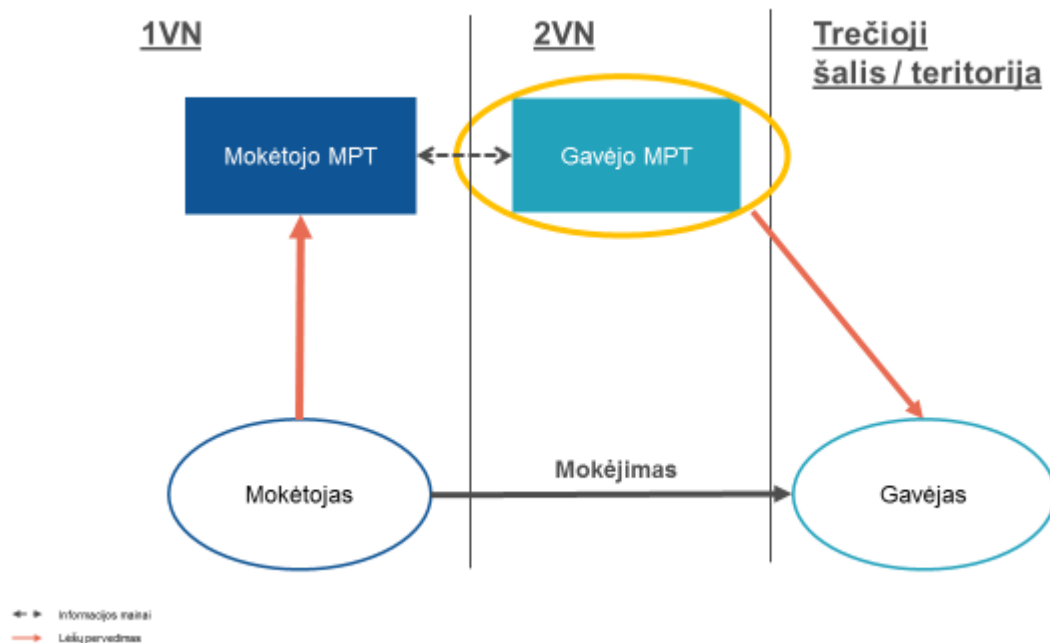 1VN
2VN
Trečioji
šalis / teritorija
Mokėtojo MPT
Gavėjo MPT
Mokėjimas
Mokėtojas
Gavėjas
Informacijos mainai
Lėšų pervedimas